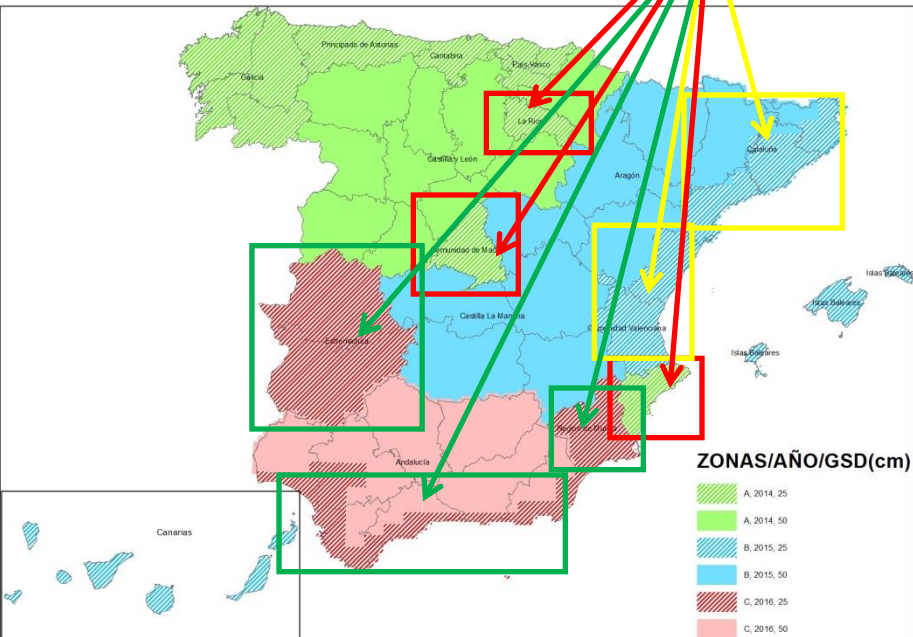 Principado de Asturias
Cantabria
País Vasco
Galicia
La Rio
Cataluña
Castilla y León
Aragón
Comunidad de Mad
Islas Baleares
Islas Baleares
Castilla La Mancha
Comunidad Valenciana
Extremadura
Islas Baleares
Región de Murcia
Andalucía
ZONAS/AÑO/GSD(cm)
A, 2014, 25
A, 2014, 50
B, 2015, 25
B, 2015, 50
C, 2016, 25
C, 2016, 50
Canarias